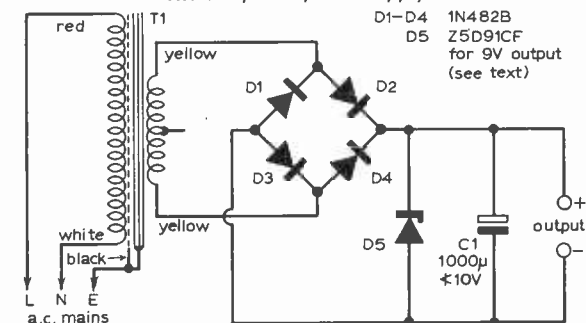 T1
D1–D4 1N482B
D5 Z5D91CF
for 9V output
(see text)
red
yellow
D1
D2
D3
D4
yellow
white
black
D5
C1
1000µ
≮10V
+
output
−
L N E
a.c. mains